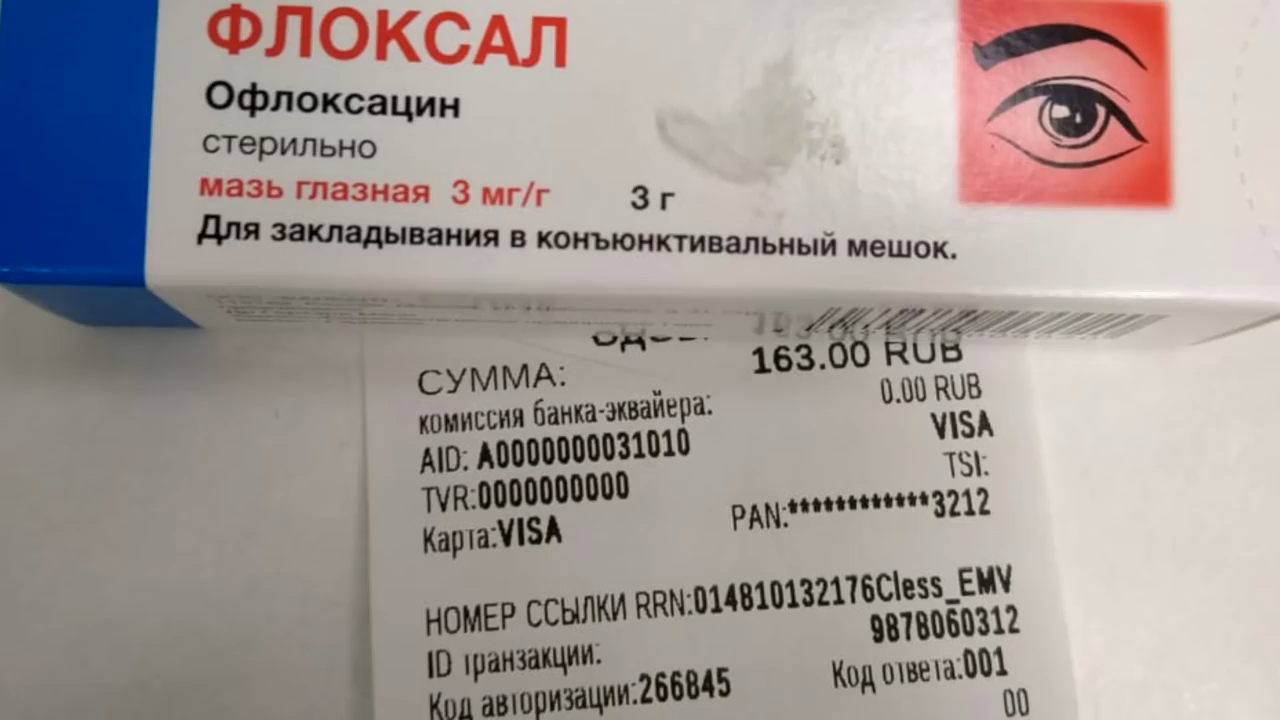 ФЛОКСАЛ
Офлоксацин
стерильно
мазь глазная 3 мг/г 3 г
Для закладывания в конъюнктивальный мешок.
СУММА: 163.00 RUB
комиссия банка-эквайера: 0.00 RUB
AID: A0000000031010 VISA
TVR:0000000000 TSI:
Карта:VISA PAN:************3212
НОМЕР ССЫЛКИ RRN:014810132176Cless_EMV
ID транзакции: 9878060312
Код авторизации:266845 Код ответа:001
00